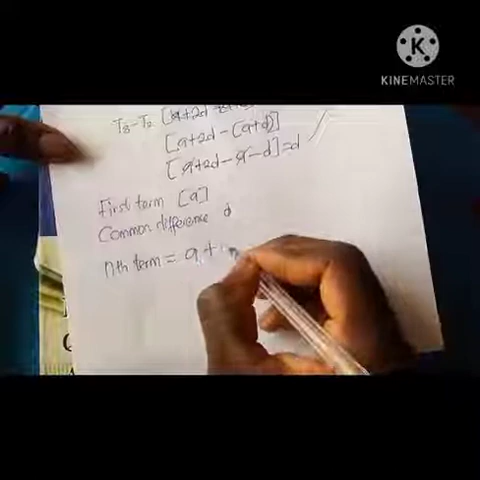 K
KINEMASTER
T₃-T₂ [a+2d
[a+2d - (a+d)]
[a+2d - a - d] = d
First term [a]
Common difference d
nth term = a +